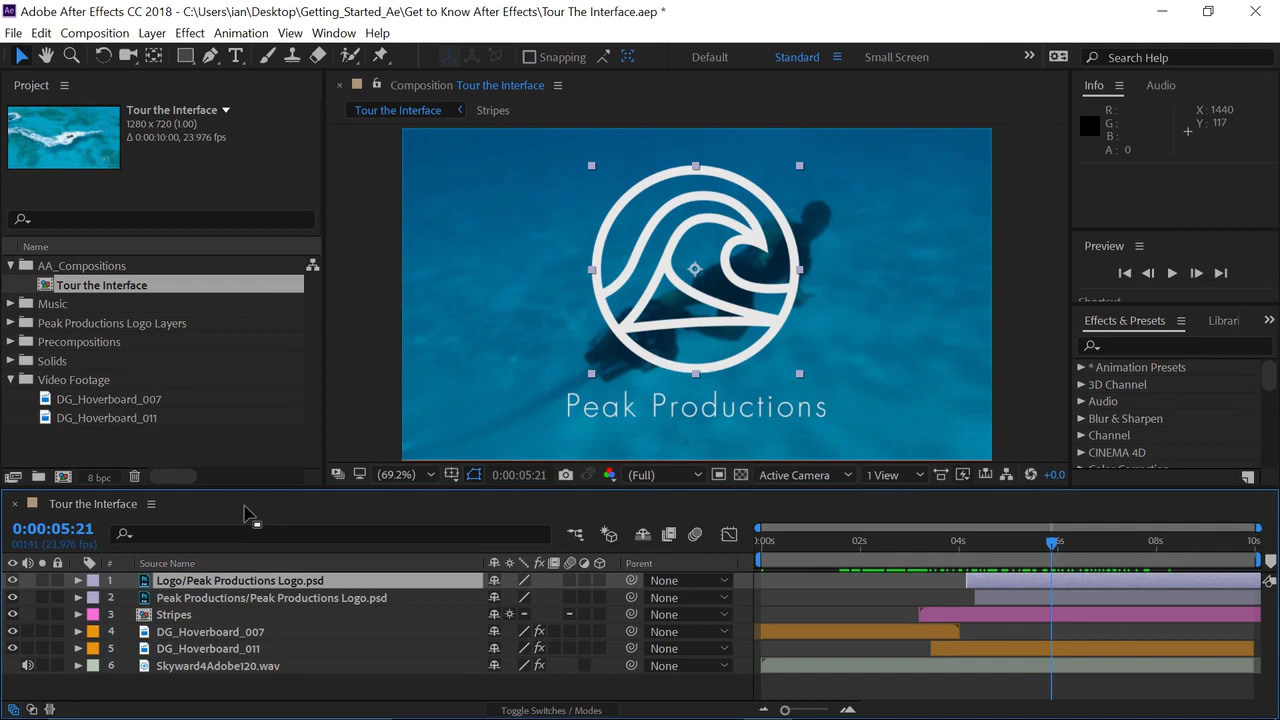 Adobe After Effects CC 2018 - C:\Users\ian\Desktop\Getting_Started_Ae\Get to Know After Effects\Tour The Interface.aep *
File Edit Composition Layer Effect Animation View Window Help
Snapping Default Standard Small Screen Search Help
Project
Tour the Interface
1280 x 720 (1.00)
Δ 0:00:10:00, 23.976 fps
Name
AA_Compositions
Tour the Interface
Music
Peak Productions Logo Layers
Precompositions
Solids
Video Footage
DG_Hoverboard_007
DG_Hoverboard_011
8 bpc
Composition Tour the Interface
Tour the Interface Stripes
Peak Productions
(69.2%) 0:00:05:21 (Full) Active Camera 1 View +0.0
Info Audio
R: X: 1440
G: Y: 117
B:
A: 0
Preview
Effects & Presets Librari
* Animation Presets
3D Channel
Audio
Blur & Sharpen
Channel
CINEMA 4D
Tour the Interface
0:00:05:21
00141 (23.976 fps)
:00s 02s 04s 08s 10s
# Source Name Parent
1 Logo/Peak Productions Logo.psd None
2 Peak Productions/Peak Productions Logo.psd None
3 Stripes None
4 DG_Hoverboard_007 fx None
5 DG_Hoverboard_011 fx None
6 Skyward4Adobe120.wav fx None
Toggle Switches / Modes